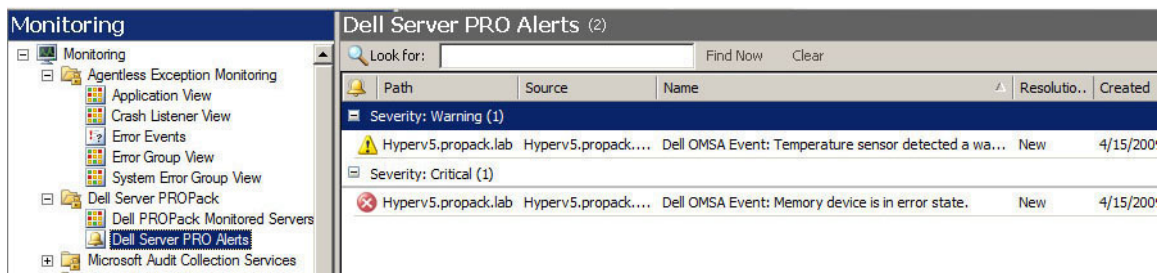 Monitoring
Monitoring
Agentless Exception Monitoring
Application View
Crash Listener View
Error Events
Error Group View
System Error Group View
Dell Server PROPack
Dell PROPack Monitored Servers
Dell Server PRO Alerts
Microsoft Audit Collection Services
Dell Server PRO Alerts (2)
Look for: Find Now Clear
Path Source Name Resolutio.. Created
Severity: Warning (1)
Hyperv5.propack.lab Hyperv5.propack.... Dell OMSA Event: Temperature sensor detected a wa... New 4/15/2009
Severity: Critical (1)
Hyperv5.propack.lab Hyperv5.propack.... Dell OMSA Event: Memory device is in error state. New 4/15/2009